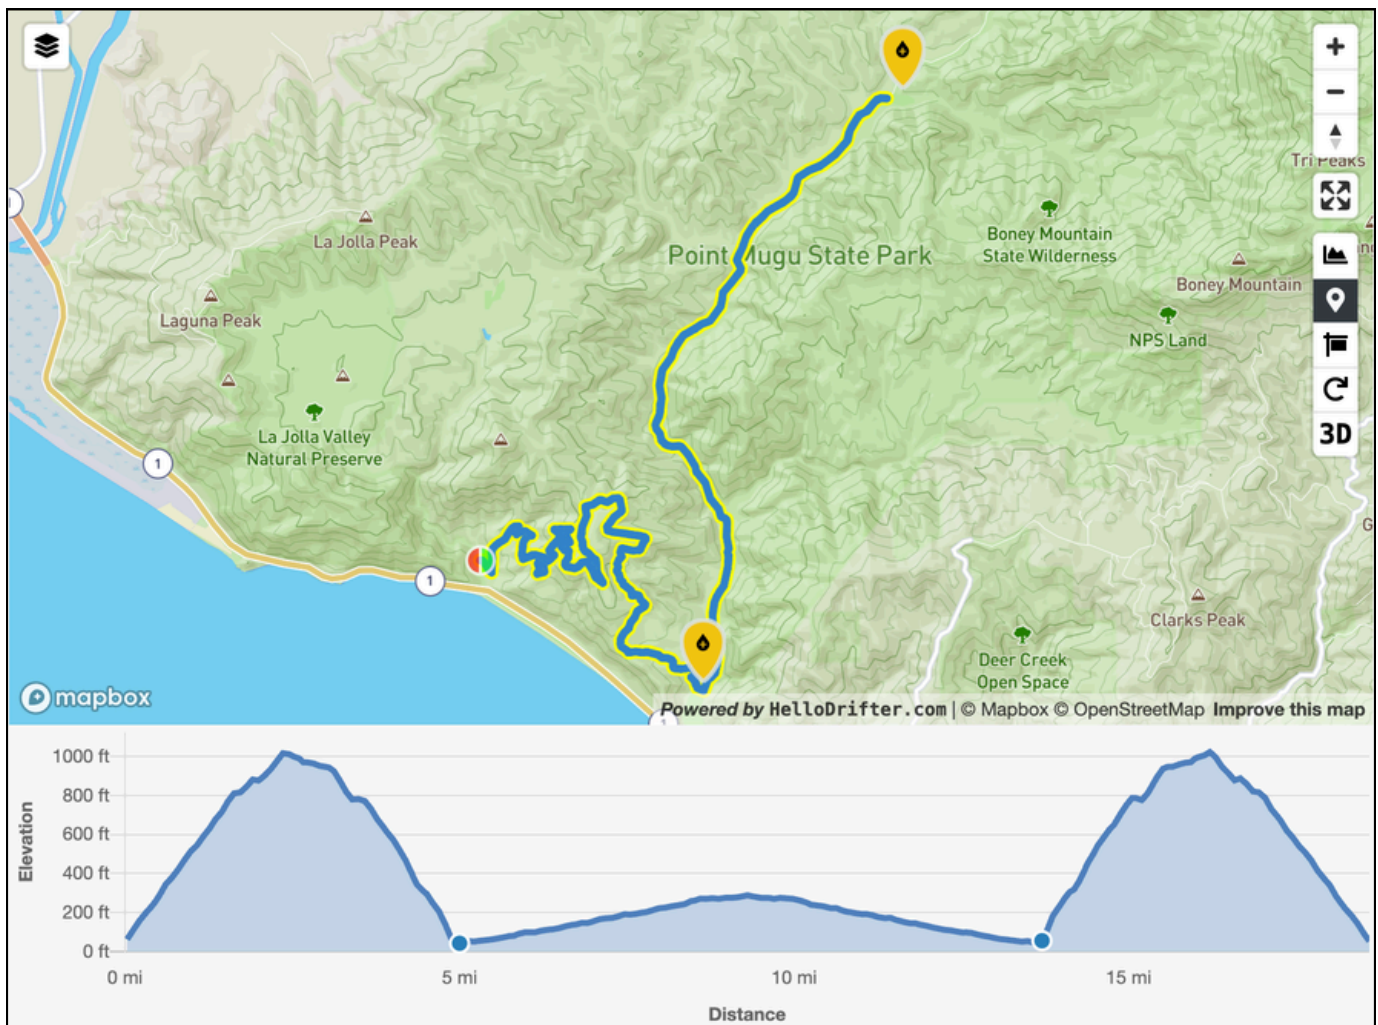 Tri Peaks
La Jolla Peak
Boney Mountain
State Wilderness
Point Mugu State Park
Boney Mountain
Laguna Peak
NPS Land
3D
La Jolla Valley
Natural Preserve
1
1
Clarks Peak
Deer Creek
Open Space
mapbox
Powered by HelloDrifter.com | © Mapbox © OpenStreetMap Improve this map
1000 ft
800 ft
600 ft
400 ft
200 ft
0 ft
Elevation
0 mi 5 mi 10 mi 15 mi
Distance